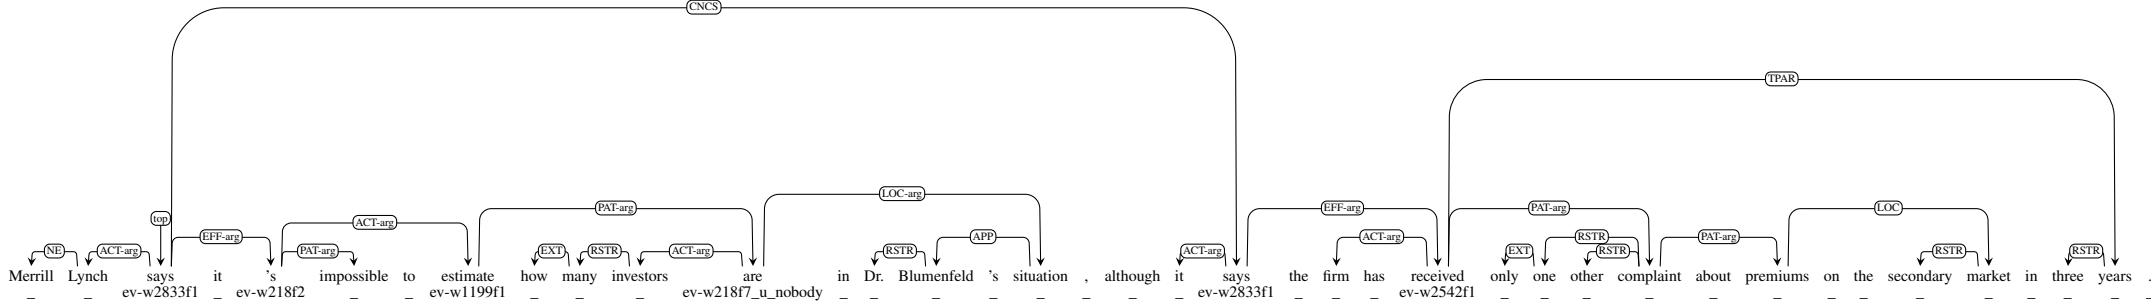 CNCS
TPAR
LOC-arg
PAT-arg EFF-arg PAT-arg LOC
top ACT-arg
EFF-arg APP ACT-arg RSTR PAT-arg
NE ACT-arg PAT-arg EXT RSTR ACT-arg RSTR ACT-arg EXT RSTR RSTR RSTR
Merrill Lynch says it 's impossible to estimate how many investors are in Dr. Blumenfeld 's situation , although it says the firm has received only one other complaint about premiums on the secondary market in three years .
_ _ ev-w2833f1 _ ev-w218f2 _ _ ev-w1199f1 _ _ _ ev-w218f7_u_nobody _ _ _ _ _ _ _ _ ev-w2833f1 _ _ _ ev-w2542f1 _ _ _ _ _ _ _ _ _ _ _ _ _ _